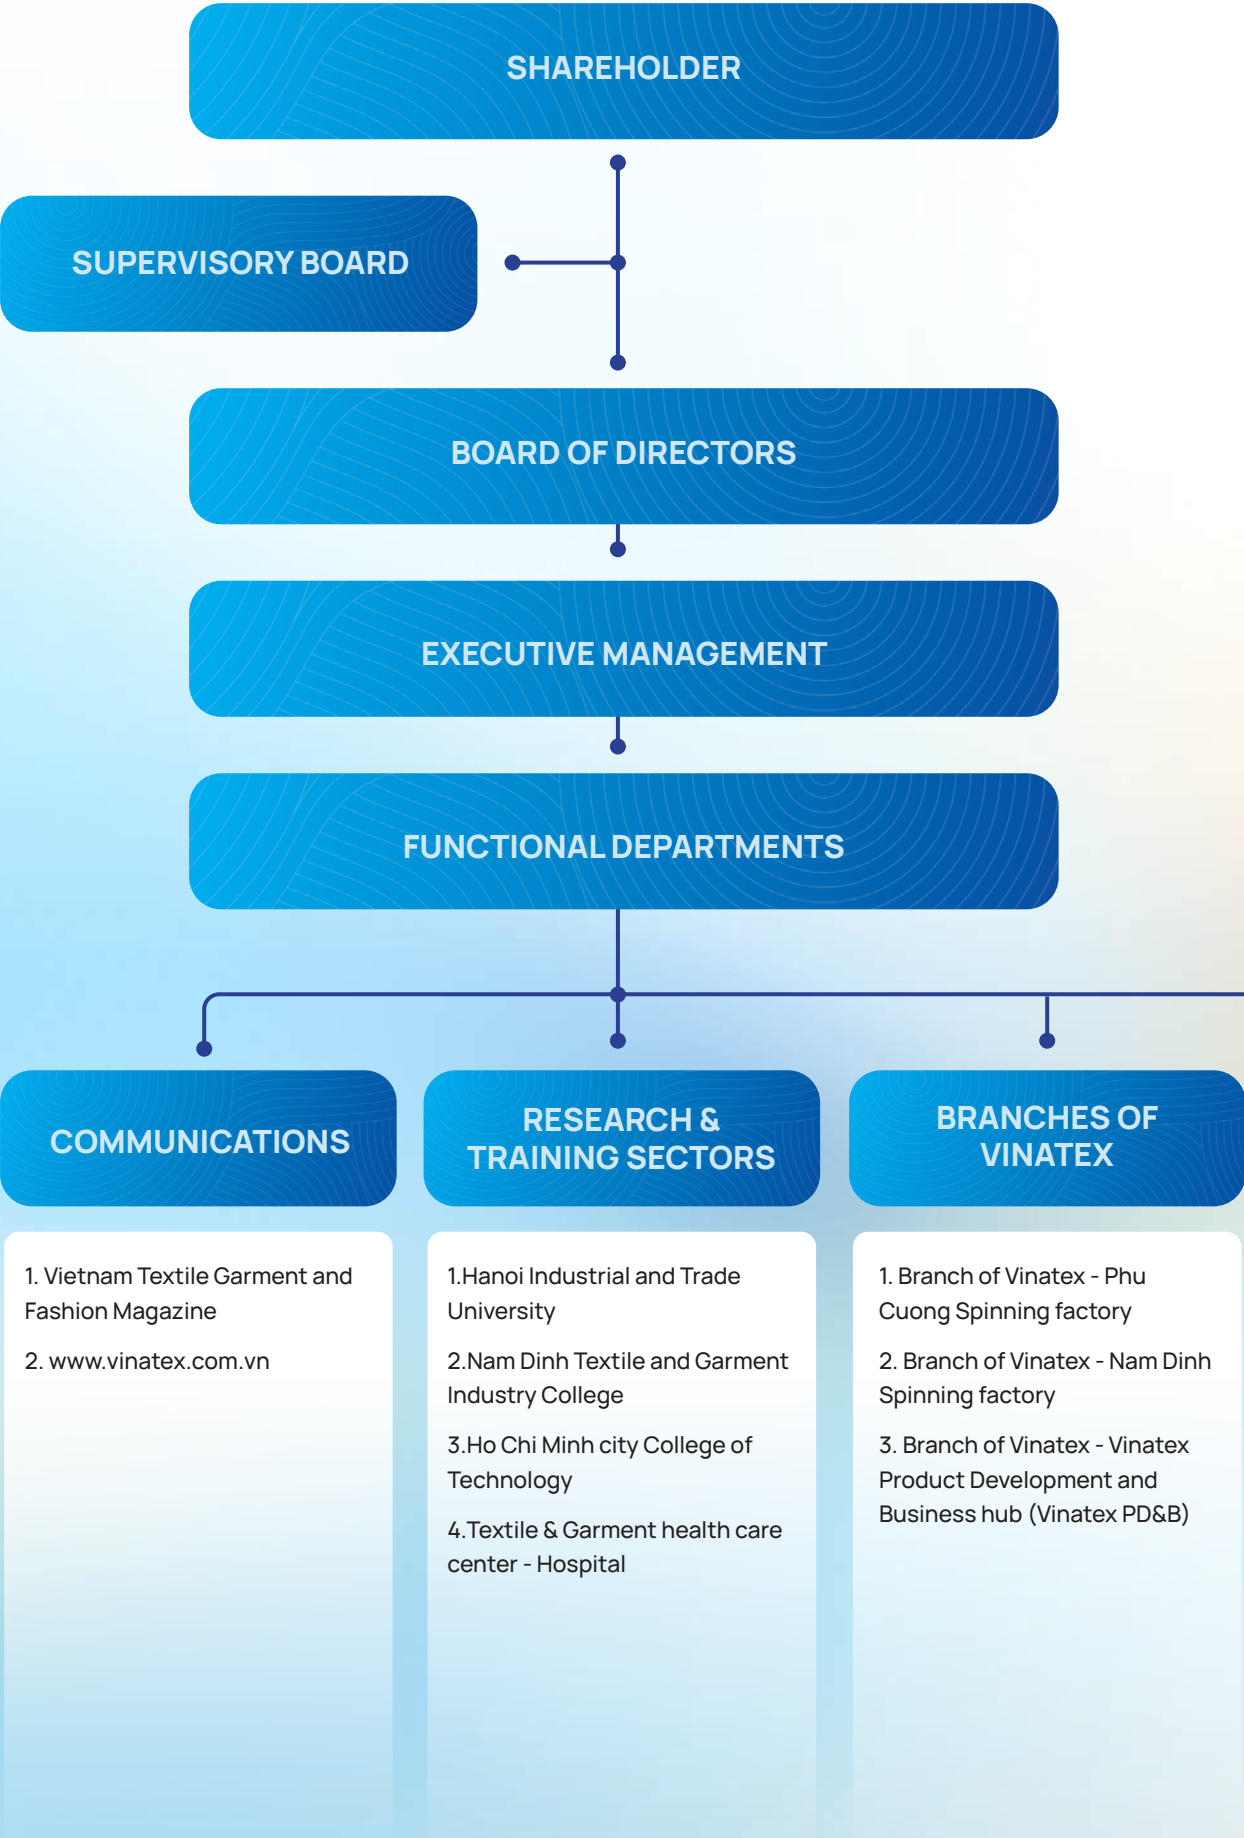 SHAREHOLDER
SUPERVISORY BOARD
BOARD OF DIRECTORS
EXECUTIVE MANAGEMENT
FUNCTIONAL DEPARTMENTS
COMMUNICATIONS
1. Vietnam Textile Garment and
Fashion Magazine
2. www.vinatex.com.vn
RESEARCH &
TRAINING SECTORS
1.Hanoi Industrial and Trade
University
2.Nam Dinh Textile and Garment
Industry College
3.Ho Chi Minh city College of
Technology
4.Textile & Garment health care
center - Hospital
BRANCHES OF
VINATEX
1. Branch of Vinatex - Phu
Cuong Spinning factory
2. Branch of Vinatex - Nam Dinh
Spinning factory
3. Branch of Vinatex - Vinatex
Product Development and
Business hub (Vinatex PD&B)